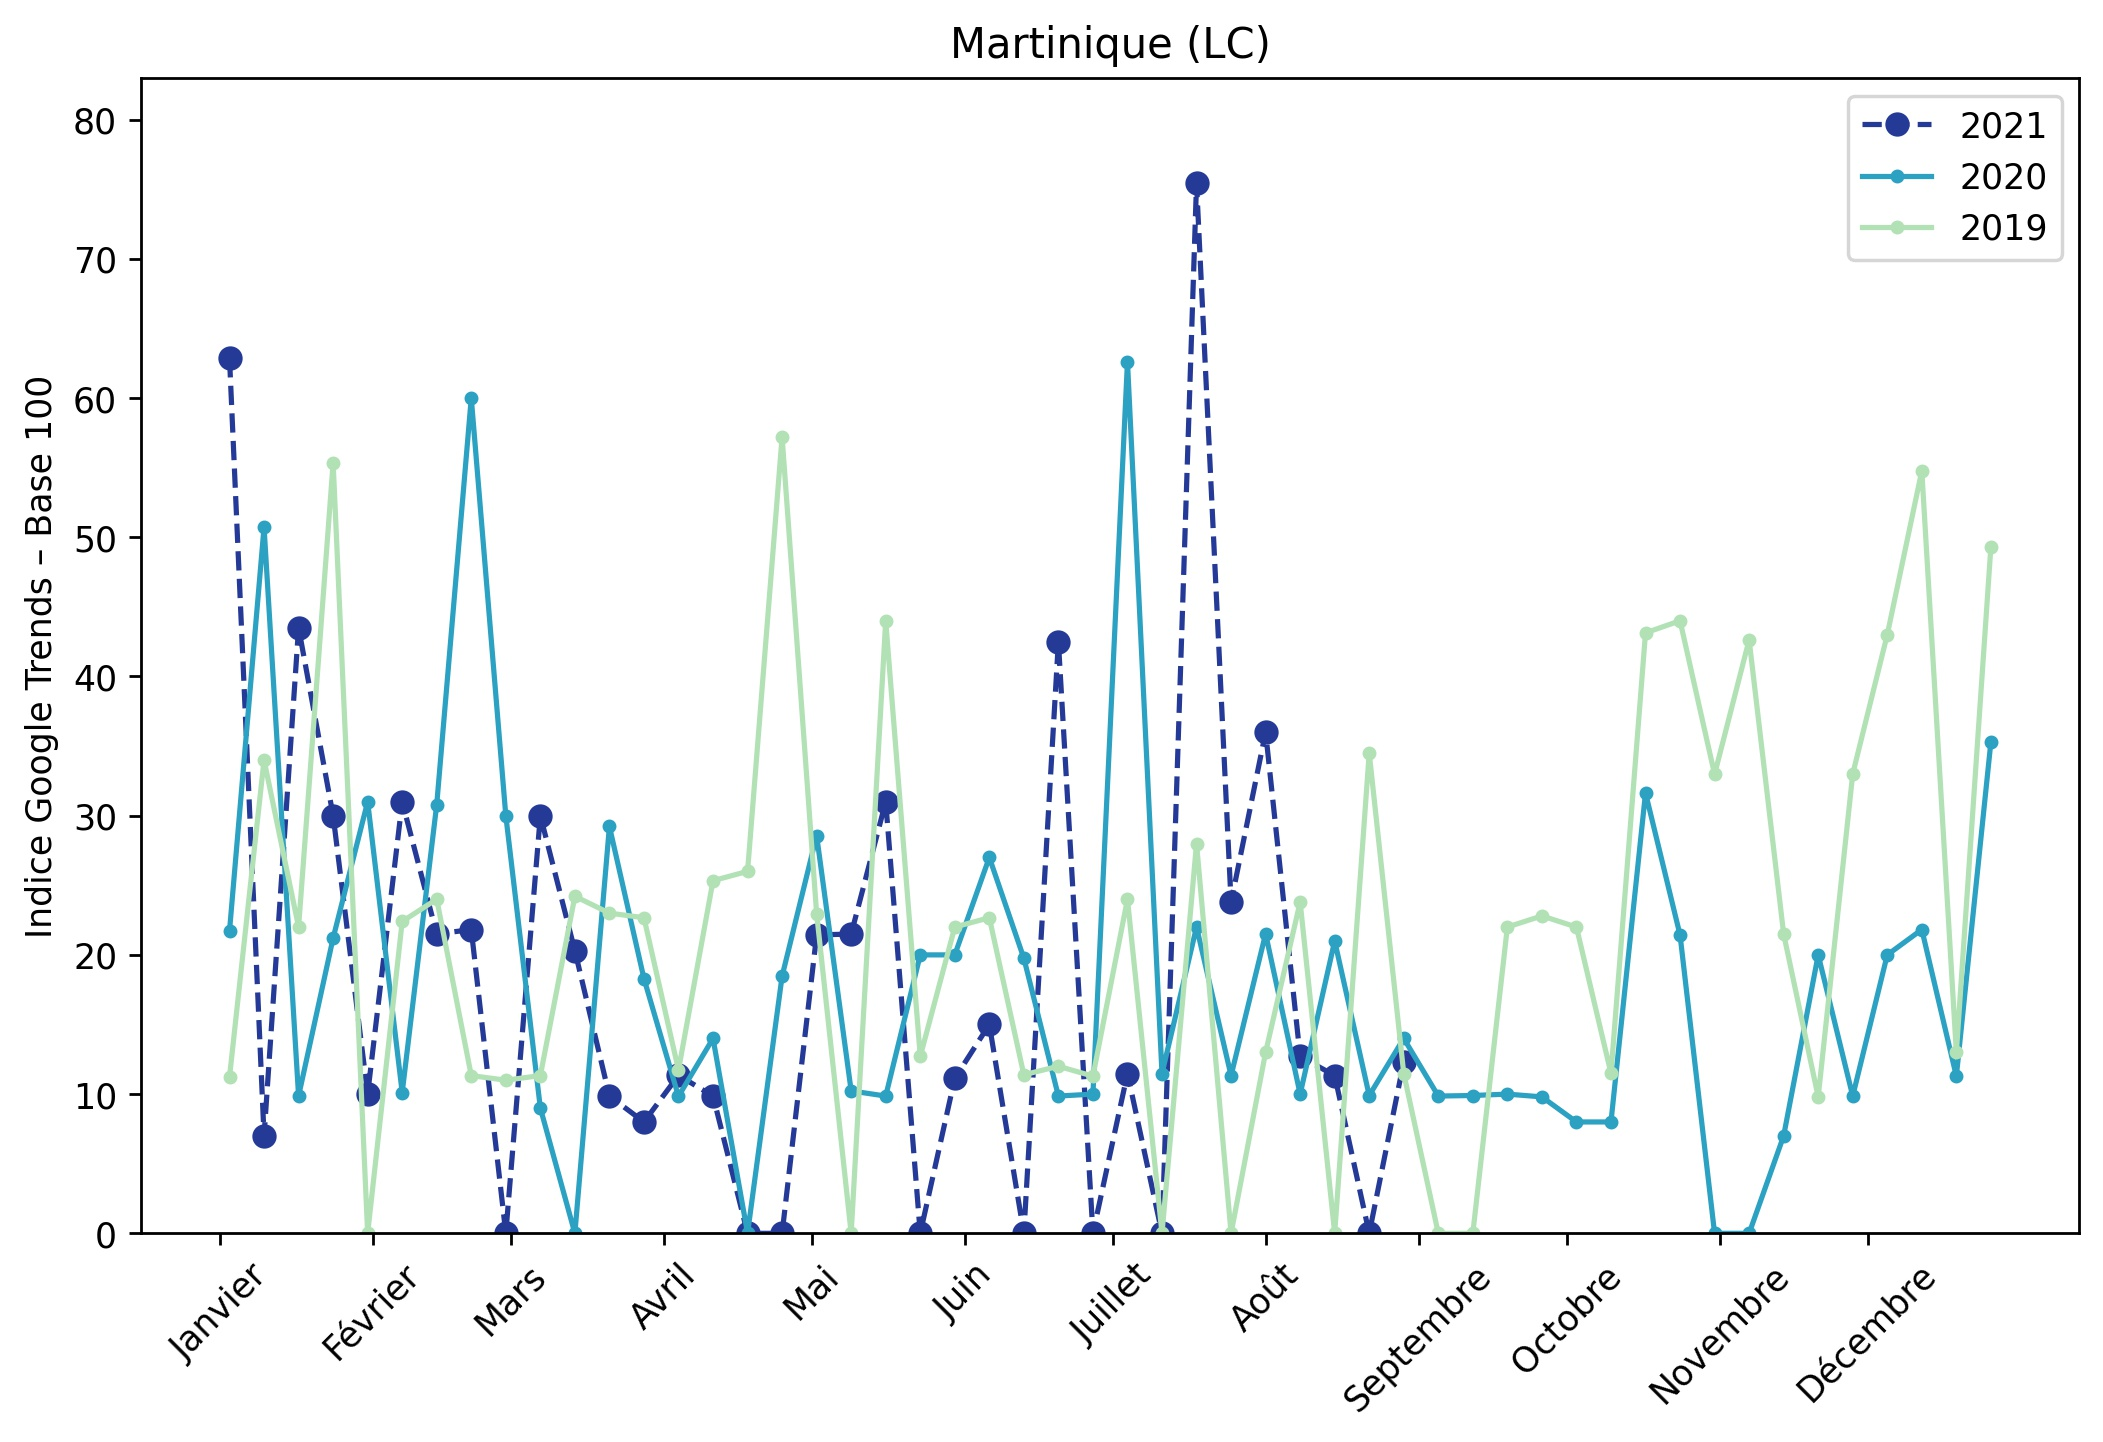 Martinique (LC)
Indice Google Trends – Base 100
80
70
60
50
40
30
20
10
0
2021
2020
2019
Janvier
Février
Mars
Avril
Mai
Juin
Juillet
Août
Septembre
Octobre
Novembre
Décembre